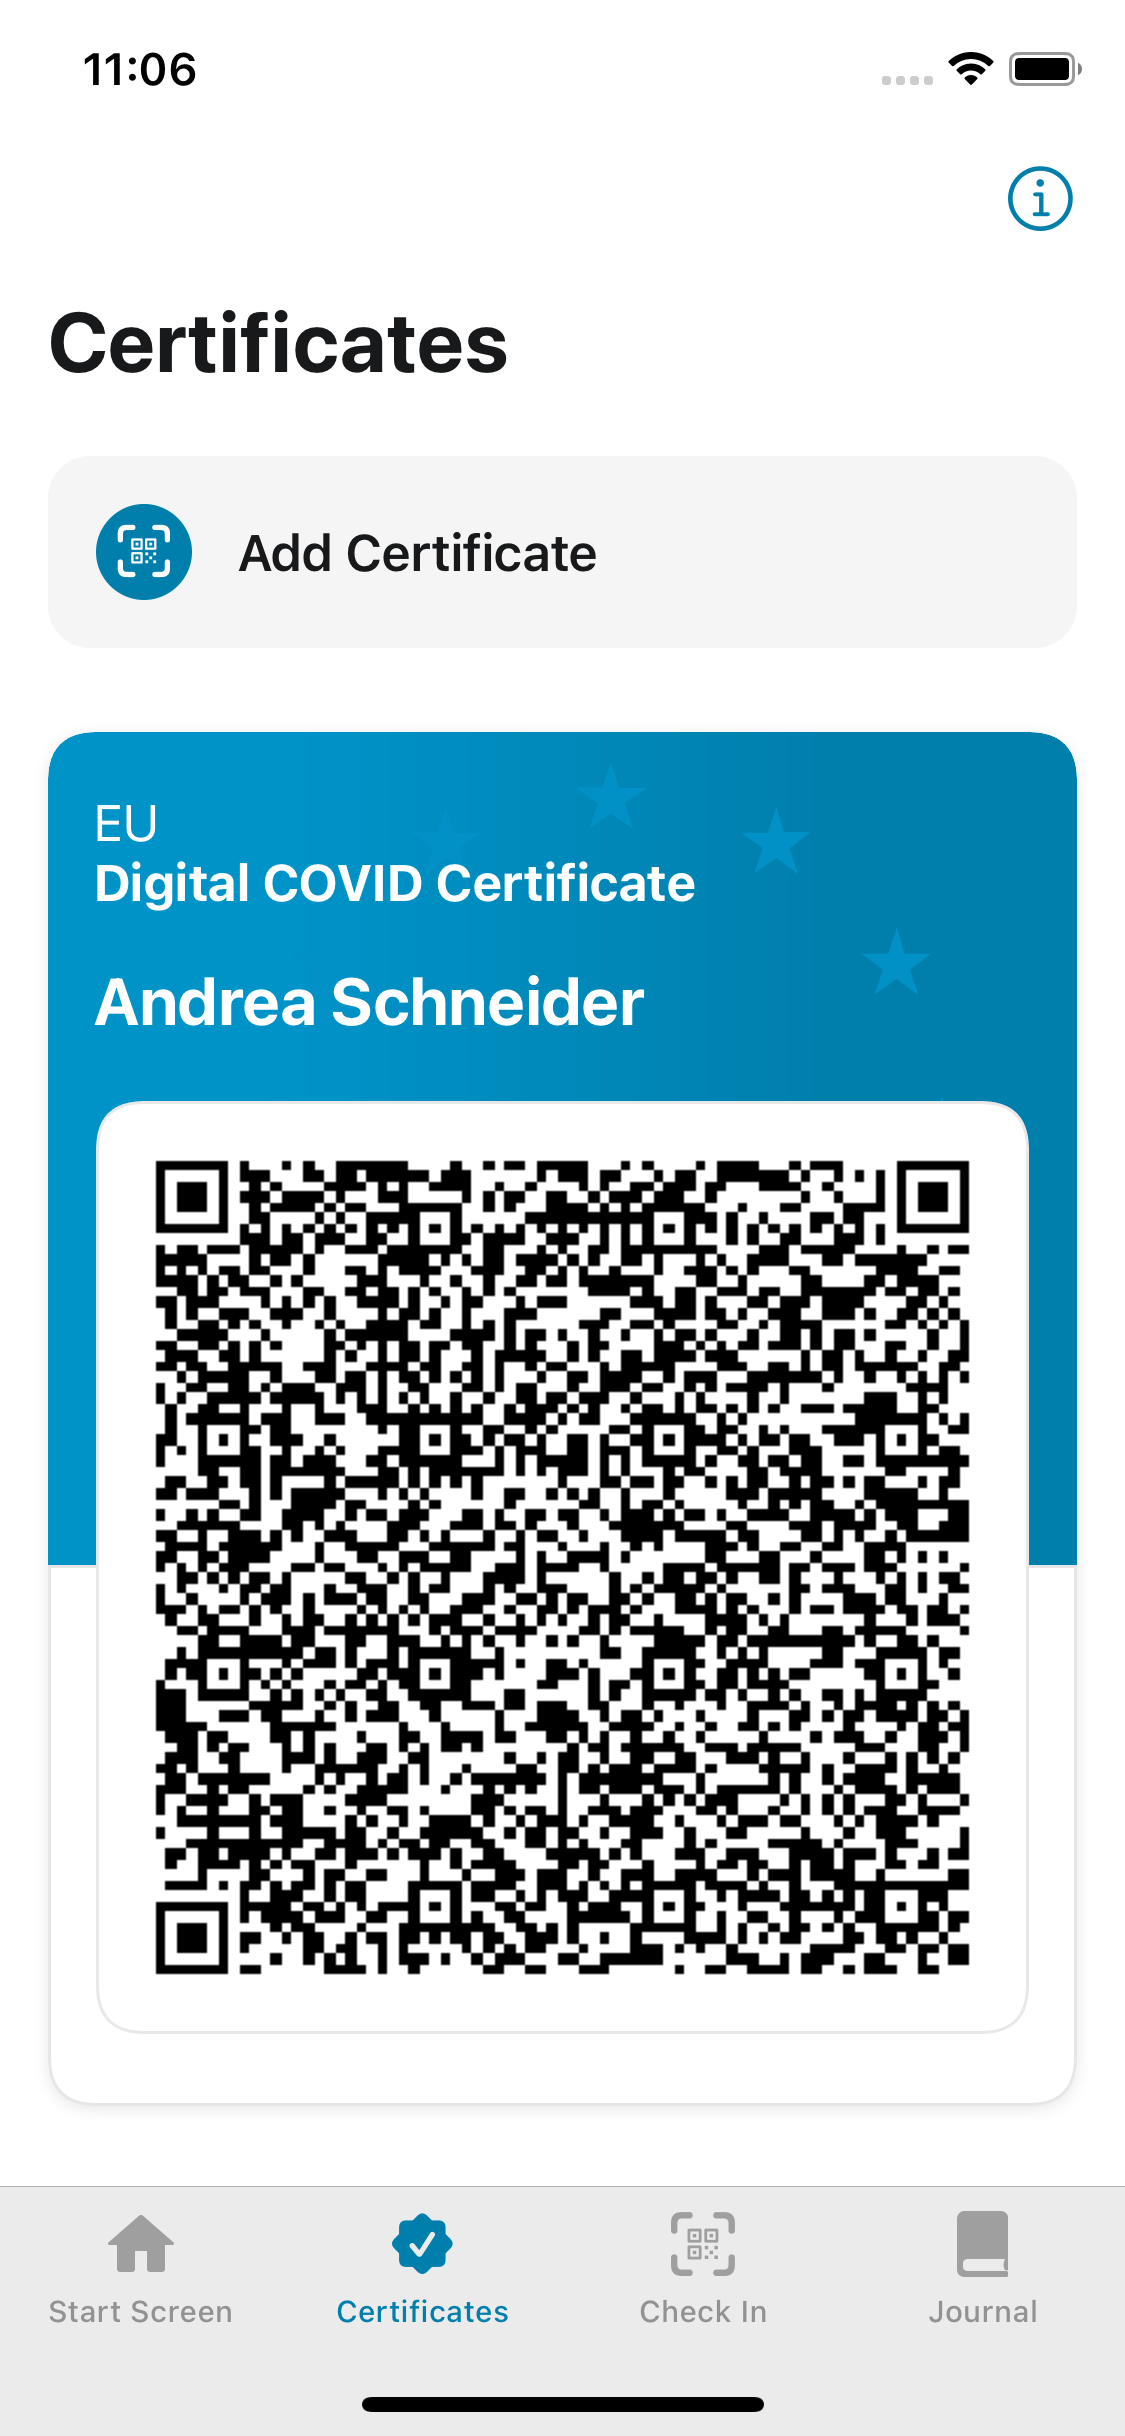 11:06
Certificates
Add Certificate
EU
Digital COVID Certificate
Andrea Schneider
Start Screen
Certificates
Check In
Journal